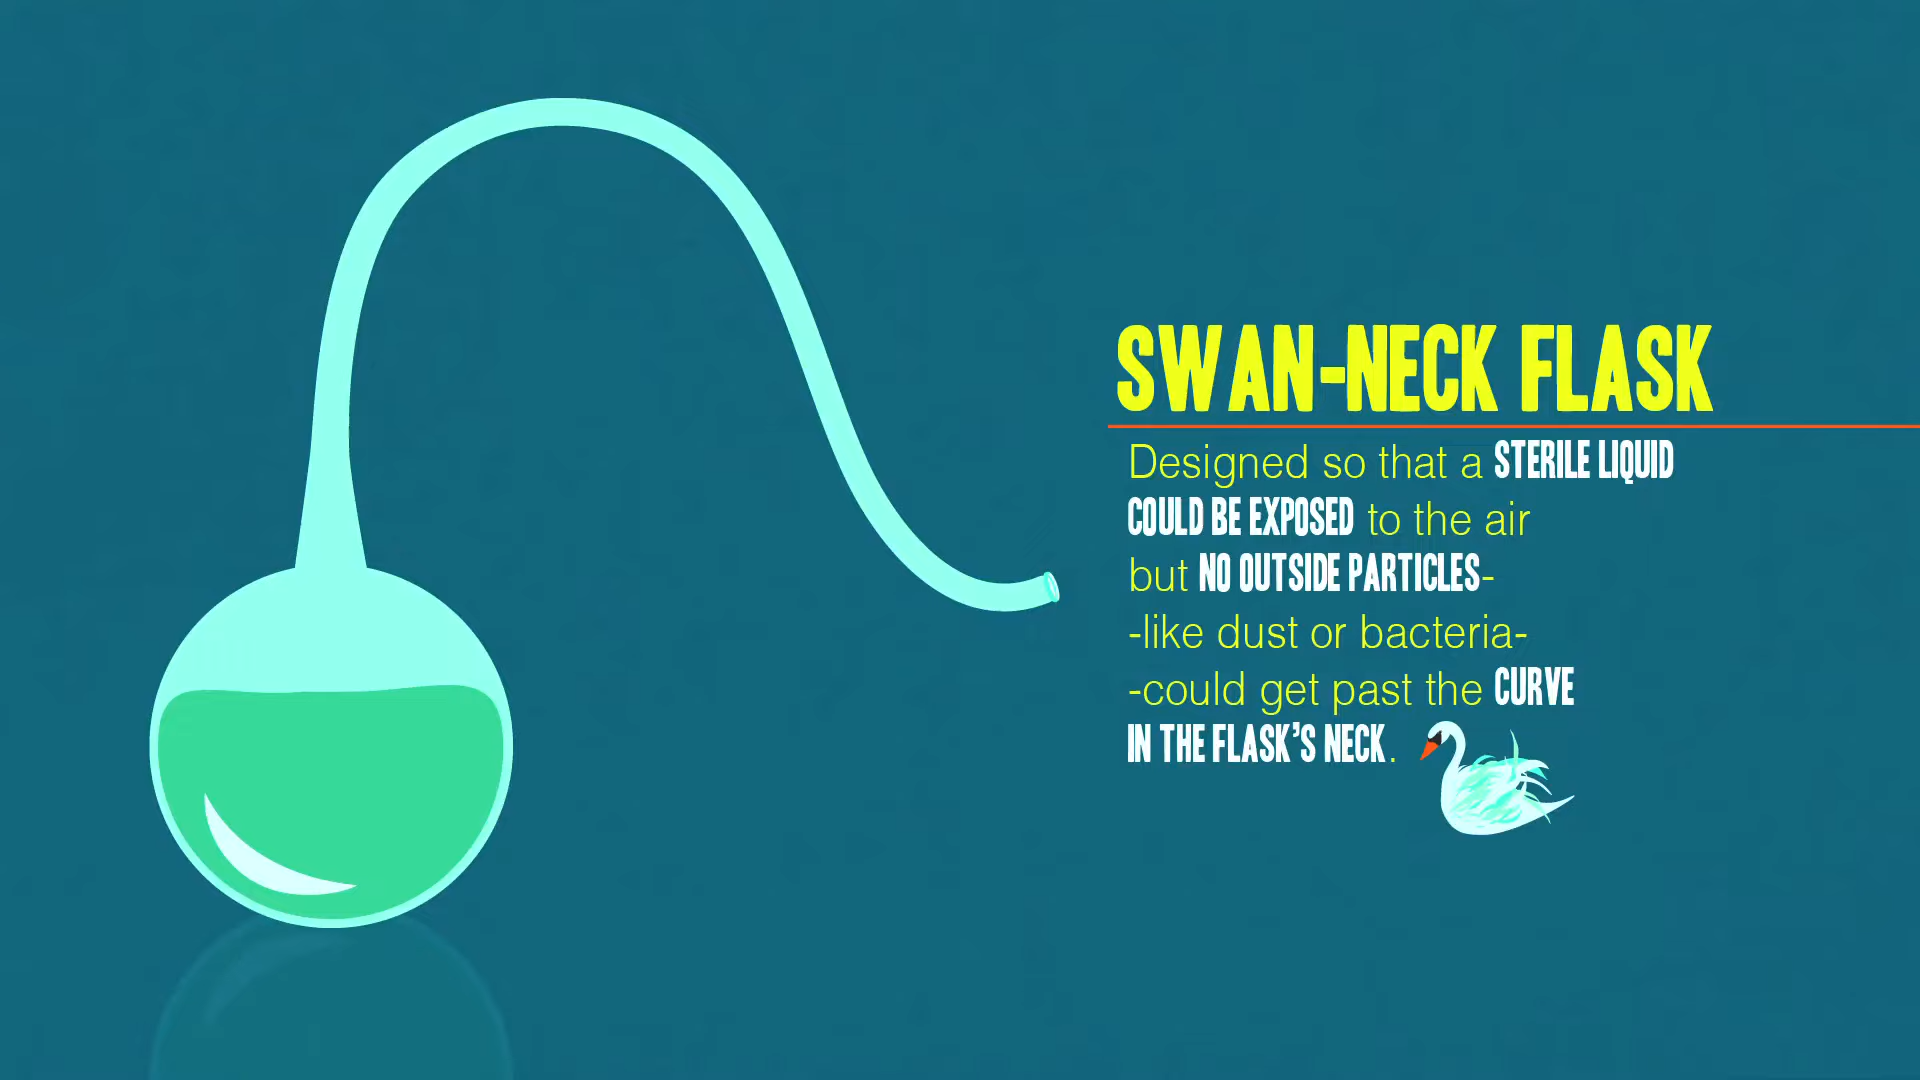 SWAN-NECK FLASK
Designed so that a STERILE LIQUID
COULD BE EXPOSED to the air
but NO OUTSIDE PARTICLES-
-like dust or bacteria-
-could get past the CURVE
IN THE FLASK'S NECK.